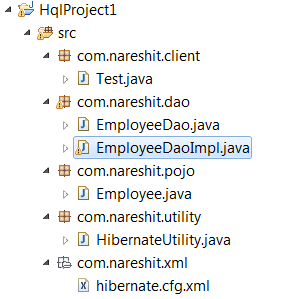 HqlProject1
src
com.nareshit.client
Test.java
com.nareshit.dao
EmployeeDao.java
EmployeeDaoImpl.java
com.nareshit.pojo
Employee.java
com.nareshit.utility
HibernateUtility.java
com.nareshit.xml
hibernate.cfg.xml